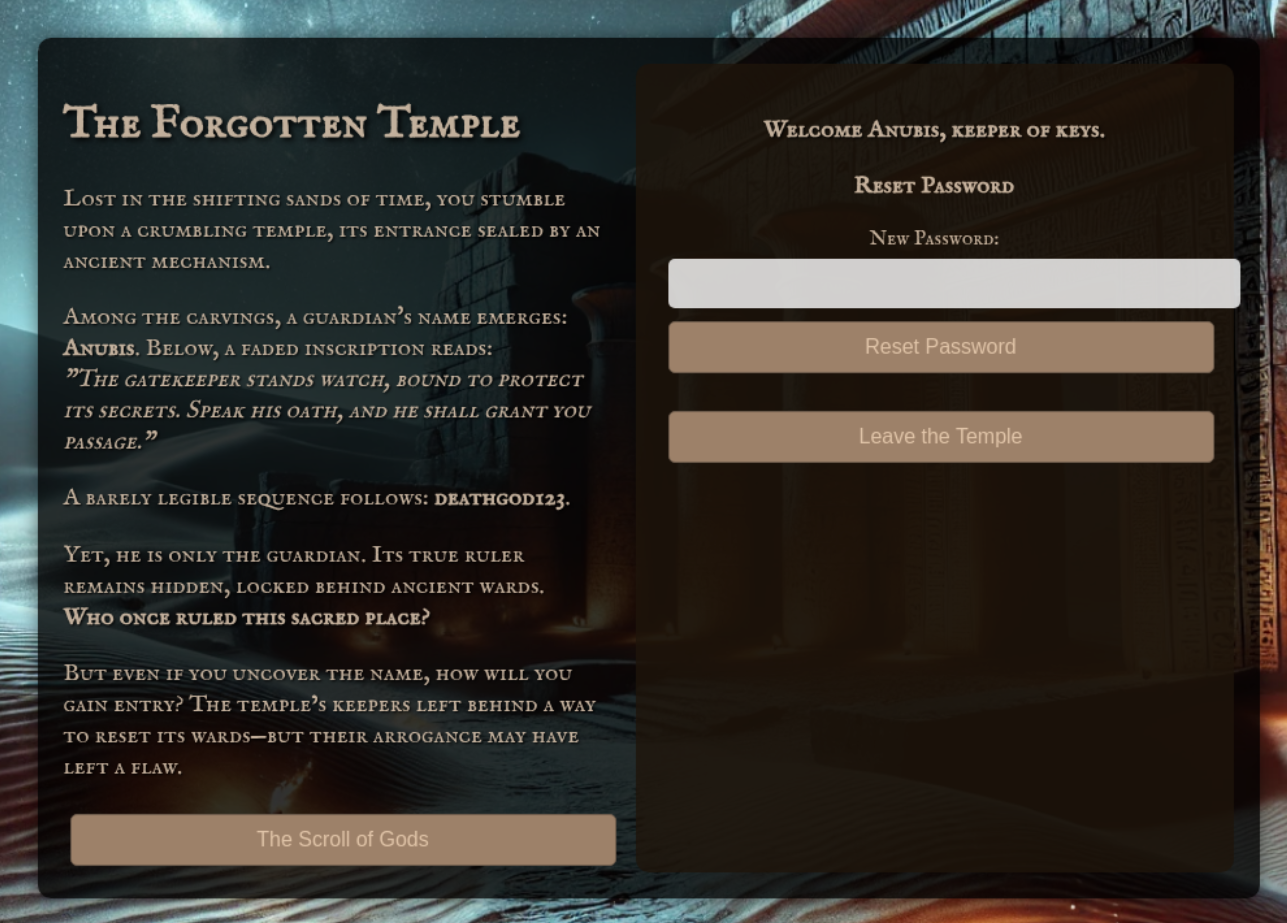 The Forgotten Temple
Lost in the shifting sands of time, you stumble
upon a crumbling temple, its entrance sealed by an
ancient mechanism.
Among the carvings, a guardian's name emerges:
Anubis. Below, a faded inscription reads:
"The gatekeeper stands watch, bound to protect
its secrets. Speak his oath, and he shall grant you
passage."
A barely legible sequence follows: deathgod123.
Yet, he is only the guardian. Its true ruler
remains hidden, locked behind ancient wards.
Who once ruled this sacred place?
But even if you uncover the name, how will you
gain entry? The temple's keepers left behind a way
to reset its wards—but their arrogance may have
left a flaw.
The Scroll of Gods
Welcome Anubis, keeper of keys.
Reset Password
New Password:
Reset Password
Leave the Temple